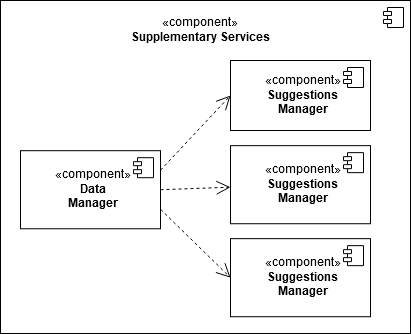 «component»
Supplementary Services
«component»
Suggestions
Manager
«component»
Data
Manager
«component»
Suggestions
Manager
«component»
Suggestions
Manager